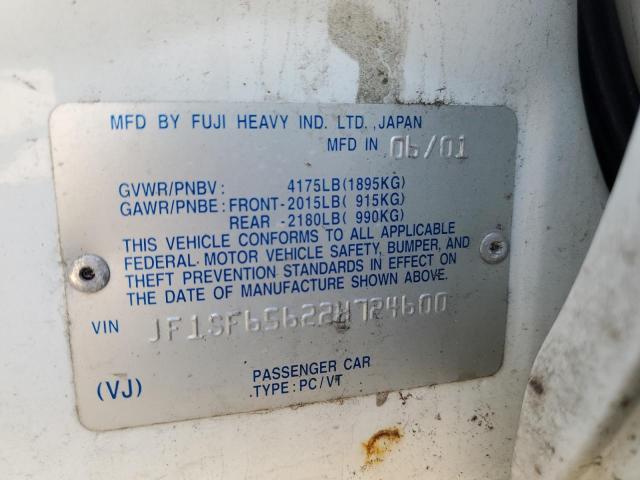 MFD BY FUJI HEAVY IND. LTD.,JAPAN
MFD IN 06/01
GVWR/PNBV: 4175LB(1895KG)
GAWR/PNBE: FRONT-2015LB( 915KG)
REAR -2180LB( 990KG)
THIS VEHICLE CONFORMS TO ALL APPLICABLE
FEDERAL MOTOR VEHICLE SAFETY, BUMPER, AND
THEFT PREVENTION STANDARDS IN EFFECT ON
THE DATE OF MANUFACTURE SHOWN ABOVE.
VIN JF1SF65622H724600
PASSENGER CAR
(VJ) TYPE:PC/VT